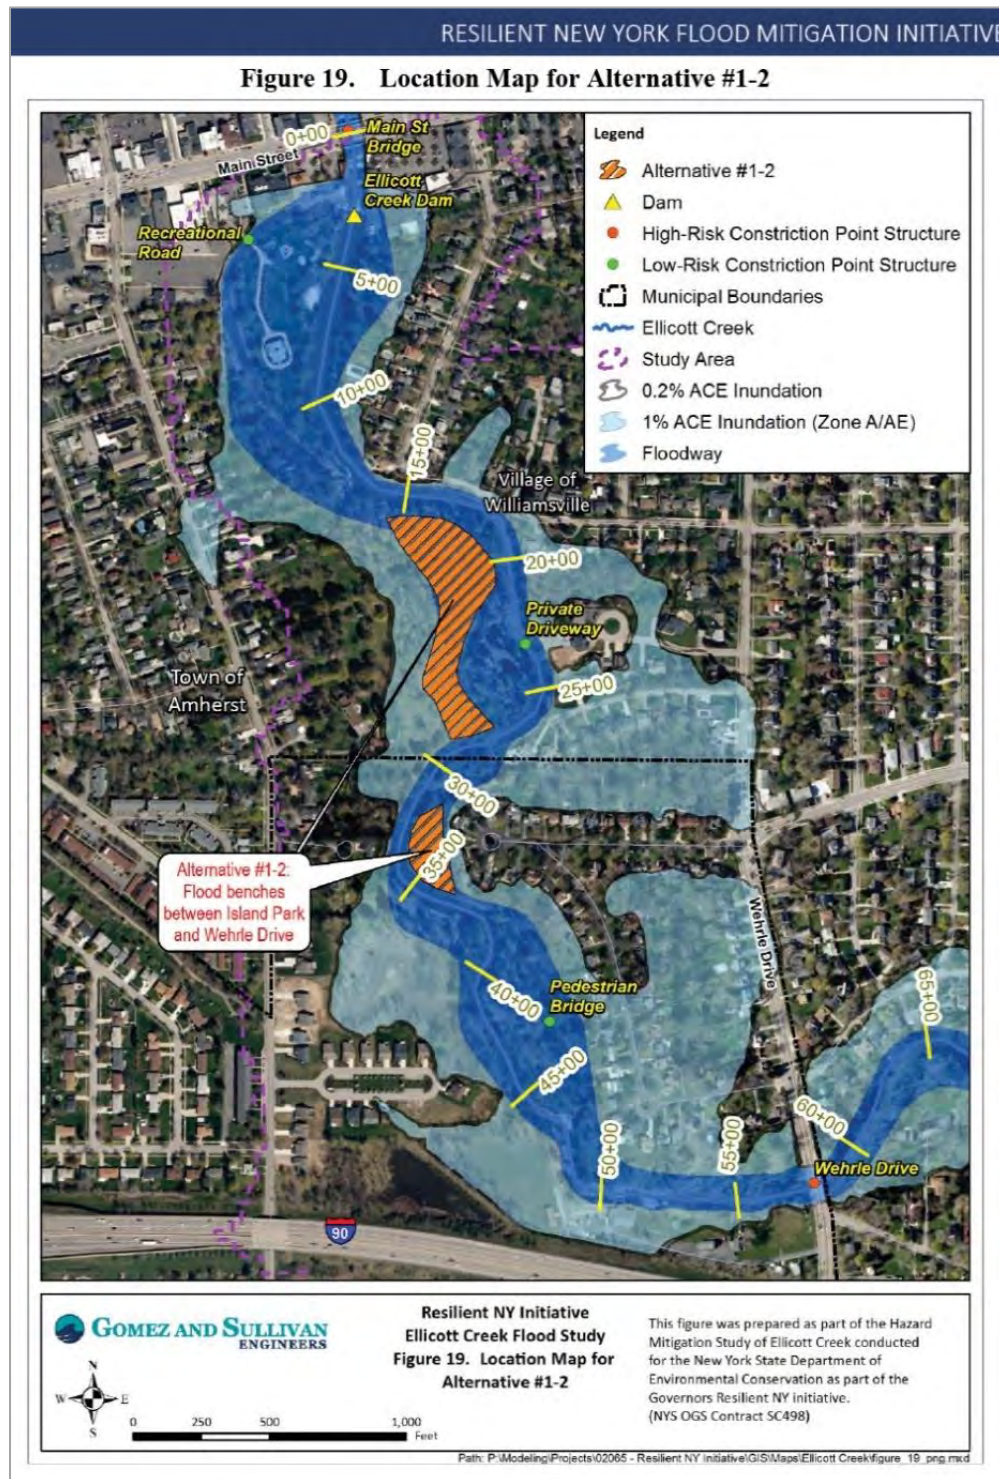 RESILIENT NEW YORK FLOOD MITIGATION INITIATIVE
Figure 19. Location Map for Alternative #1-2
0+00
Main St
Bridge
Main Street
Ellicott
Creek Dam
Recreational
Road
5+00
10+00
15+00
Village of
Williamsville
20+00
Private
Driveway
25+00
Town of
Amherst
30+00
35+00
Alternative #1-2:
Flood benches
between Island Park
and Wehrle Drive
Wehrle Drive
40+00
Pedestrian
Bridge
45+00
50+00
55+00
60+00
65+00
Wehrle Drive
90
Legend
Alternative #1-2
Dam
High-Risk Constriction Point Structure
Low-Risk Constriction Point Structure
Municipal Boundaries
Ellicott Creek
Study Area
0.2% ACE Inundation
1% ACE Inundation (Zone A/AE)
Floodway
GOMEZ AND SULLIVAN
ENGINEERS
N
W E
S
0 250 500 1,000
Feet
Resilient NY Initiative
Ellicott Creek Flood Study
Figure 19. Location Map for
Alternative #1-2
This figure was prepared as part of the Hazard
Mitigation Study of Ellicott Creek conducted
for the New York State Department of
Environmental Conservation as part of the
Governors Resilient NY initiative.
(NYS OGS Contract SC498)
Path: P:\Modeling\Projects\02065 - Resilient NY Initiative\GIS\Maps\Ellicott Creek\figure_19_png.mxd